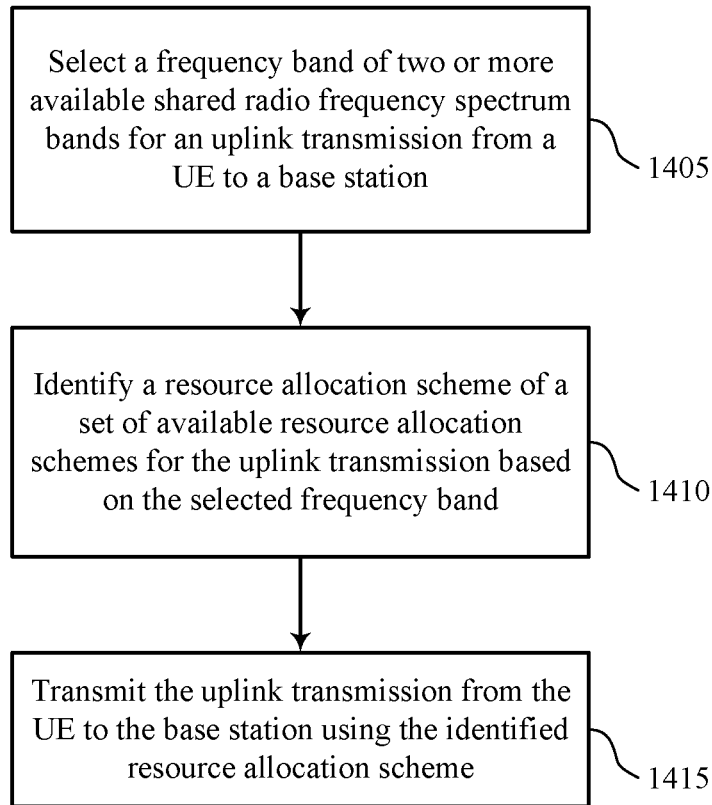 Select a frequency band of two or more
available shared radio frequency spectrum
bands for an uplink transmission from a
UE to a base station
1405
Identify a resource allocation scheme of a
set of available resource allocation
schemes for the uplink transmission based
on the selected frequency band
1410
Transmit the uplink transmission from the
UE to the base station using the identified
resource allocation scheme
1415